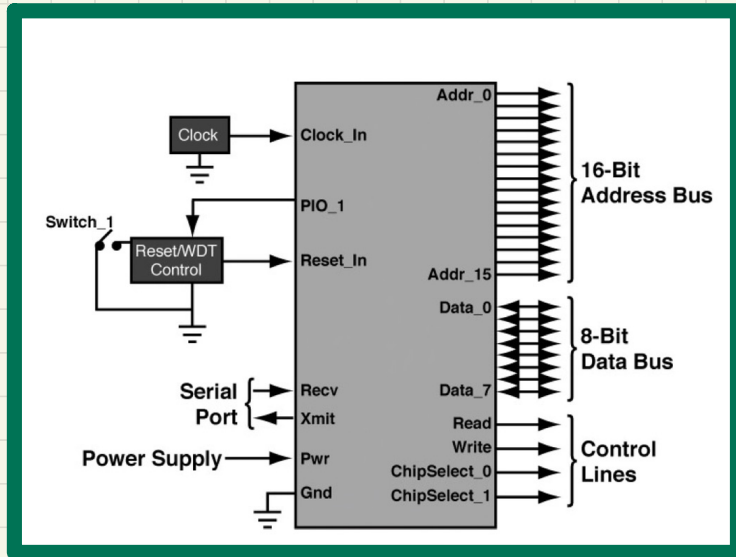 Addr_0
Clock
Clock_In
16-Bit
Address Bus
PIO_1
Switch_1
Reset/WDT
Control
Reset_In
Addr_15
Data_0
8-Bit
Data Bus
Serial
Port
Recv
Data_7
Xmit
Read
Write
Control
Lines
Power Supply
Pwr
ChipSelect_0
Gnd
ChipSelect_1